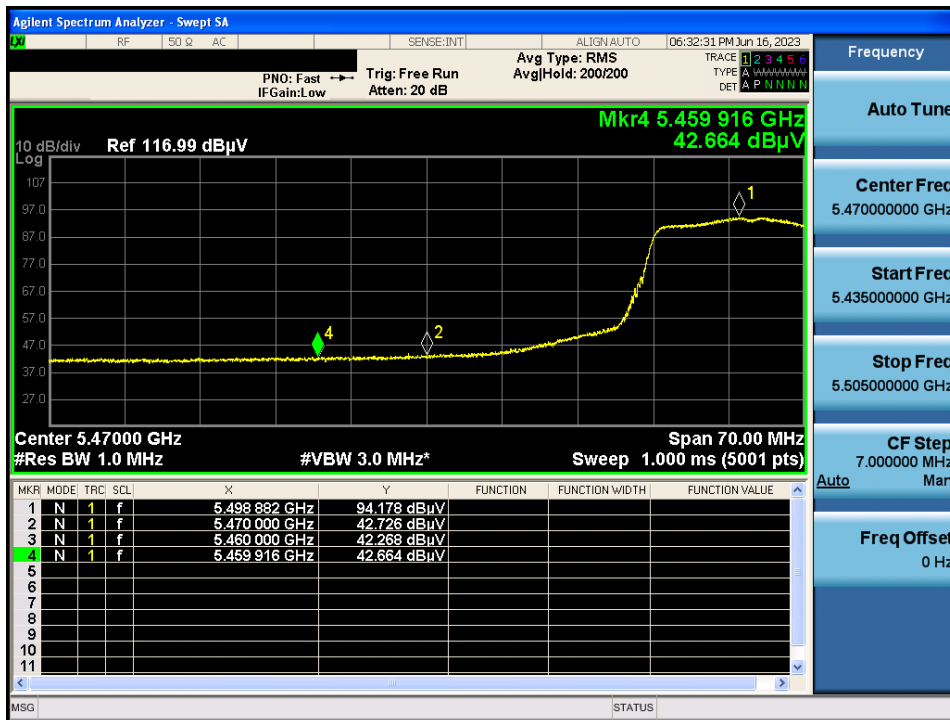 Agilent Spectrum Analyzer - Swept SA
LXI RF 50 Ω AC SENSE:INT ALIGN AUTO 06:32:31 PM Jun 16, 2023
Frequency
PNO: Fast
IFGain:Low
Trig: Free Run
Atten: 20 dB
Avg Type: RMS
Avg|Hold: 200/200
TRACE 1 2 3 4 5 6
TYPE A WWWWW
DET A P N N N N
Auto Tune
Mkr4 5.459 916 GHz
42.664 dBµV
10 dB/div Ref 116.99 dBµV
Log
107
97.0
87.0
77.0
67.0
57.0
47.0
37.0
27.0
1
4
2
Center 5.47000 GHz Span 70.00 MHz
#Res BW 1.0 MHz #VBW 3.0 MHz* Sweep 1.000 ms (5001 pts)
Center Freq
5.470000000 GHz
Start Freq
5.435000000 GHz
Stop Freq
5.505000000 GHz
CF Step
7.000000 MHz
Auto Man
Freq Offset
0 Hz
MKR MODE TRC SCL X Y FUNCTION FUNCTION WIDTH FUNCTION VALUE
1 N 1 f 5.498 882 GHz 94.178 dBµV
2 N 1 f 5.470 000 GHz 42.726 dBµV
3 N 1 f 5.460 000 GHz 42.268 dBµV
4 N 1 f 5.459 916 GHz 42.664 dBµV
5
6
7
8
9
10
11
MSG STATUS